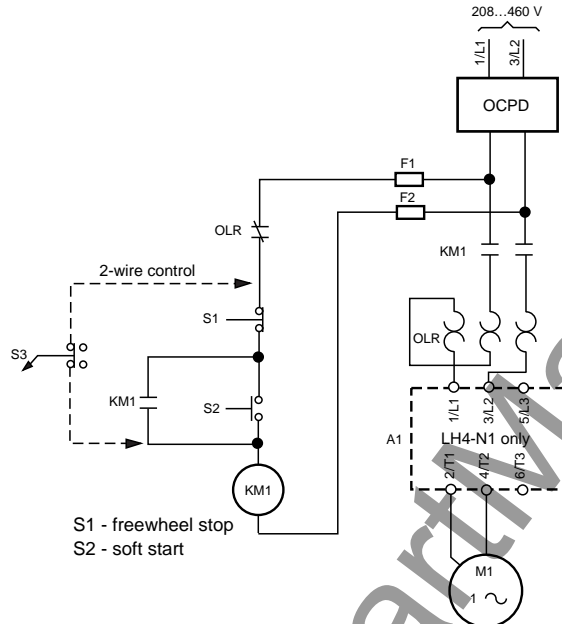 208...460 V
1/L1
3/L2
OCPD
F1
F2
OLR
KM1
2-wire control
S1
S3
OLR
KM1
S2
1/L1
3/L2
5/L3
A1
LH4-N1 only
2/T1
4/T2
6/T3
KM1
S1 - freewheel stop
S2 - soft start
M1
1
artMa